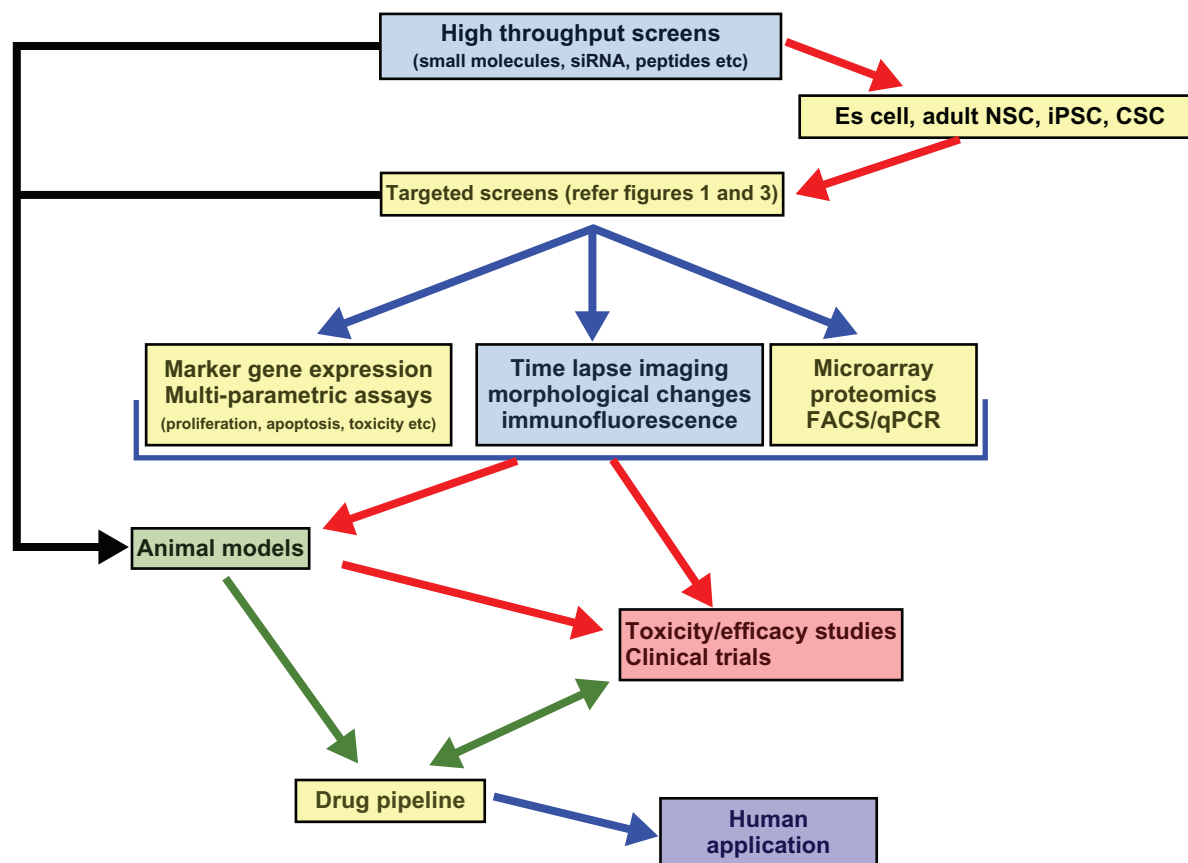 High throughput screens
(small molecules, siRNA, peptides etc)
Es cell, adult NSC, iPSC, CSC
Targeted screens (refer figures 1 and 3)
Marker gene expression
Multi-parametric assays
(proliferation, apoptosis, toxicity etc)
Time lapse imaging
morphological changes
immunofluorescence
Microarray
proteomics
FACS/qPCR
Animal models
Toxicity/efficacy studies
Clinical trials
Drug pipeline
Human
application